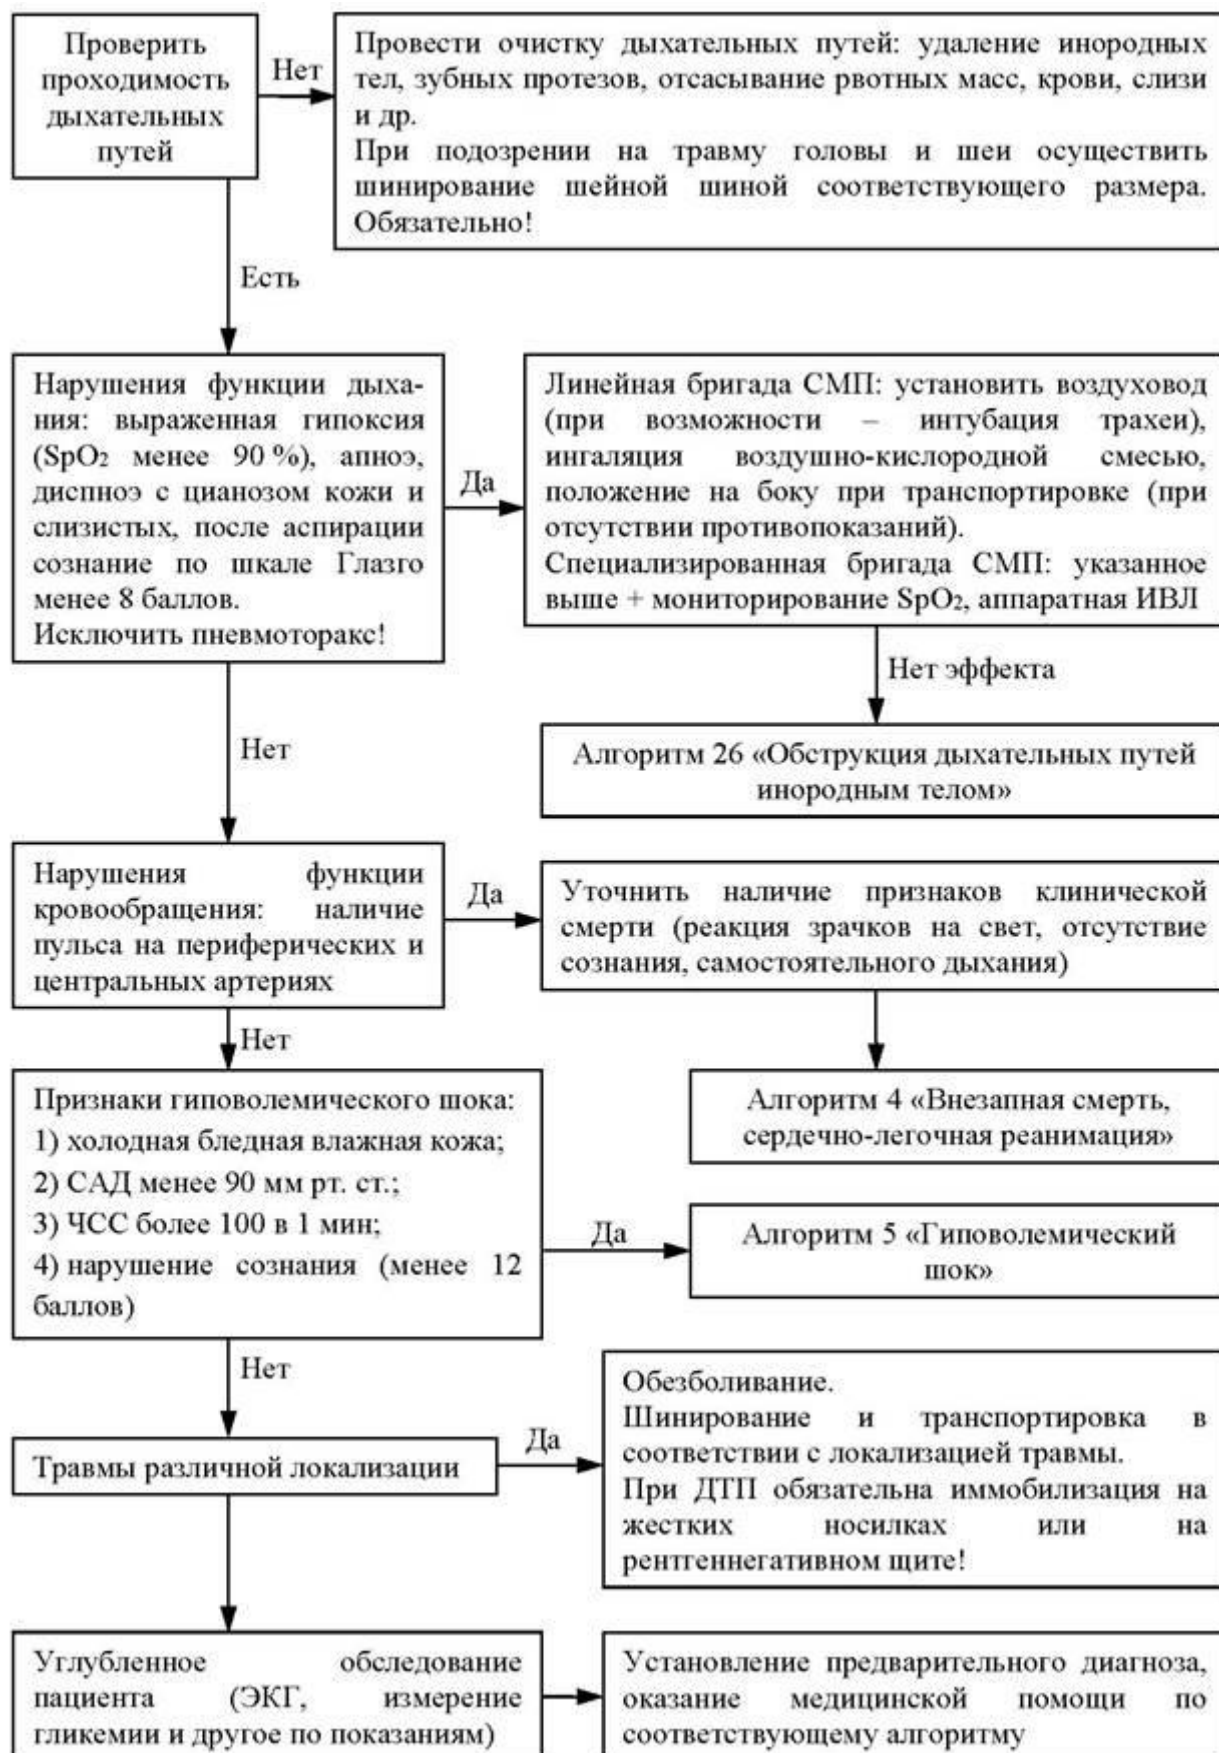 Проверить
проходимость
дыхательных
путей
Нет
Провести очистку дыхательных путей: удаление инородных
тел, зубных протезов, отсасывание рвотных масс, крови, слизи
и др.
При подозрении на травму головы и шеи осуществить
шинирование шейной шиной соответствующего размера.
Обязательно!
Есть
Нарушения функции дыха-
ния: выраженная гипоксия
(SpO₂ менее 90 %), апноэ,
диспноэ с цианозом кожи и
слизистых, после аспирации
сознание по шкале Глазго
менее 8 баллов.
Исключить пневмоторакс!
Да
Линейная бригада СМП: установить воздуховод
(при возможности – интубация трахеи),
ингаляция воздушно-кислородной смесью,
положение на боку при транспортировке (при
отсутствии противопоказаний).
Специализированная бригада СМП: указанное
выше + мониторирование SpO₂, аппаратная ИВЛ
Нет эффекта
Алгоритм 26 «Обструкция дыхательных путей
инородным телом»
Нет
Нарушения функции
кровообращения: наличие
пульса на периферических и
центральных артериях
Да
Уточнить наличие признаков клинической
смерти (реакция зрачков на свет, отсутствие
сознания, самостоятельного дыхания)
Алгоритм 4 «Внезапная смерть,
сердечно-легочная реанимация»
Нет
Признаки гиповолемического шока:
1) холодная бледная влажная кожа;
2) САД менее 90 мм рт. ст.;
3) ЧСС более 100 в 1 мин;
4) нарушение сознания (менее 12
баллов)
Да
Алгоритм 5 «Гиповолемический
шок»
Нет
Травмы различной локализации
Да
Обезболивание.
Шинирование и транспортировка в
соответствии с локализацией травмы.
При ДТП обязательна иммобилизация на
жестких носилках или на
рентгеннегативном щите!
Углубленное обследование
пациента (ЭКГ, измерение
гликемии и другое по показаниям)
Установление предварительного диагноза,
оказание медицинской помощи по
соответствующему алгоритму